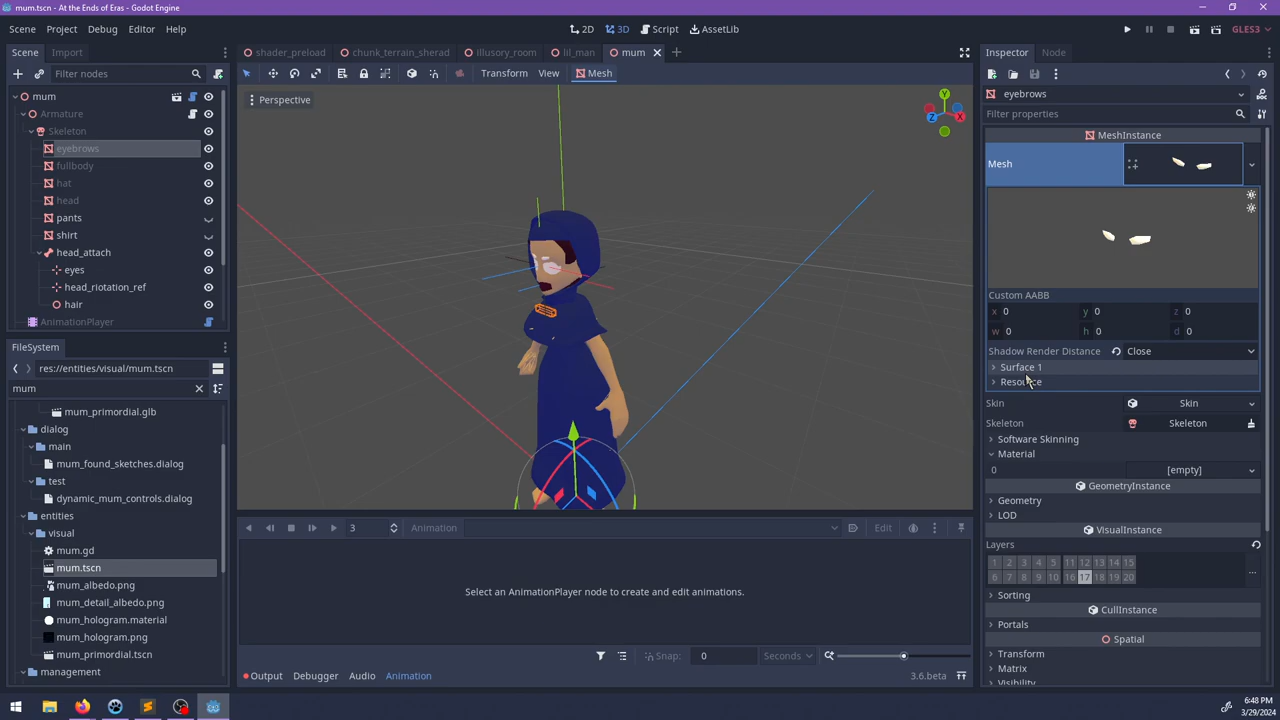 mum.tscn - At the Ends of Eras - Godot Engine
Scene Project Debug Editor Help
2D 3D Script AssetLib
GLES3
Scene Import
Filter nodes
mum
Armature
Skeleton
eyebrows
fullbody
hat
head
pants
shirt
head_attach
eyes
head_riotation_ref
hair
AnimationPlayer
FileSystem
res://entities/visual/mum.tscn
mum
mum_primordial.glb
dialog
main
mum_found_sketches.dialog
test
dynamic_mum_controls.dialog
entities
visual
mum.gd
mum.tscn
mum_albedo.png
mum_detail_albedo.png
mum_hologram.material
mum_hologram.png
mum_primordial.tscn
management
shader_preload chunk_terrain_sherad Illusory_room lil_man mum
Transform View Mesh
Perspective
Y
Z X
3 Animation Edit
Select an AnimationPlayer node to create and edit animations.
Snap: 0 Seconds
Output Debugger Audio Animation 3.6.beta
Inspector Node
eyebrows
Filter properties
MeshInstance
Mesh
Custom AABB
x 0 y 0 z 0
w 0 h 0 d 0
Shadow Render Distance Close
Surface 1
Resource
Skin Skin
Skeleton Skeleton
Software Skinning
Material
0 [empty]
GeometryInstance
Geometry
LOD
VisualInstance
Layers
1 2 3 4 5 11 12 13 14 15
6 7 8 9 10 16 17 18 19 20
Sorting
CullInstance
Portals
Spatial
Transform
Matrix
Visibility
6:48 PM
3/29/2024